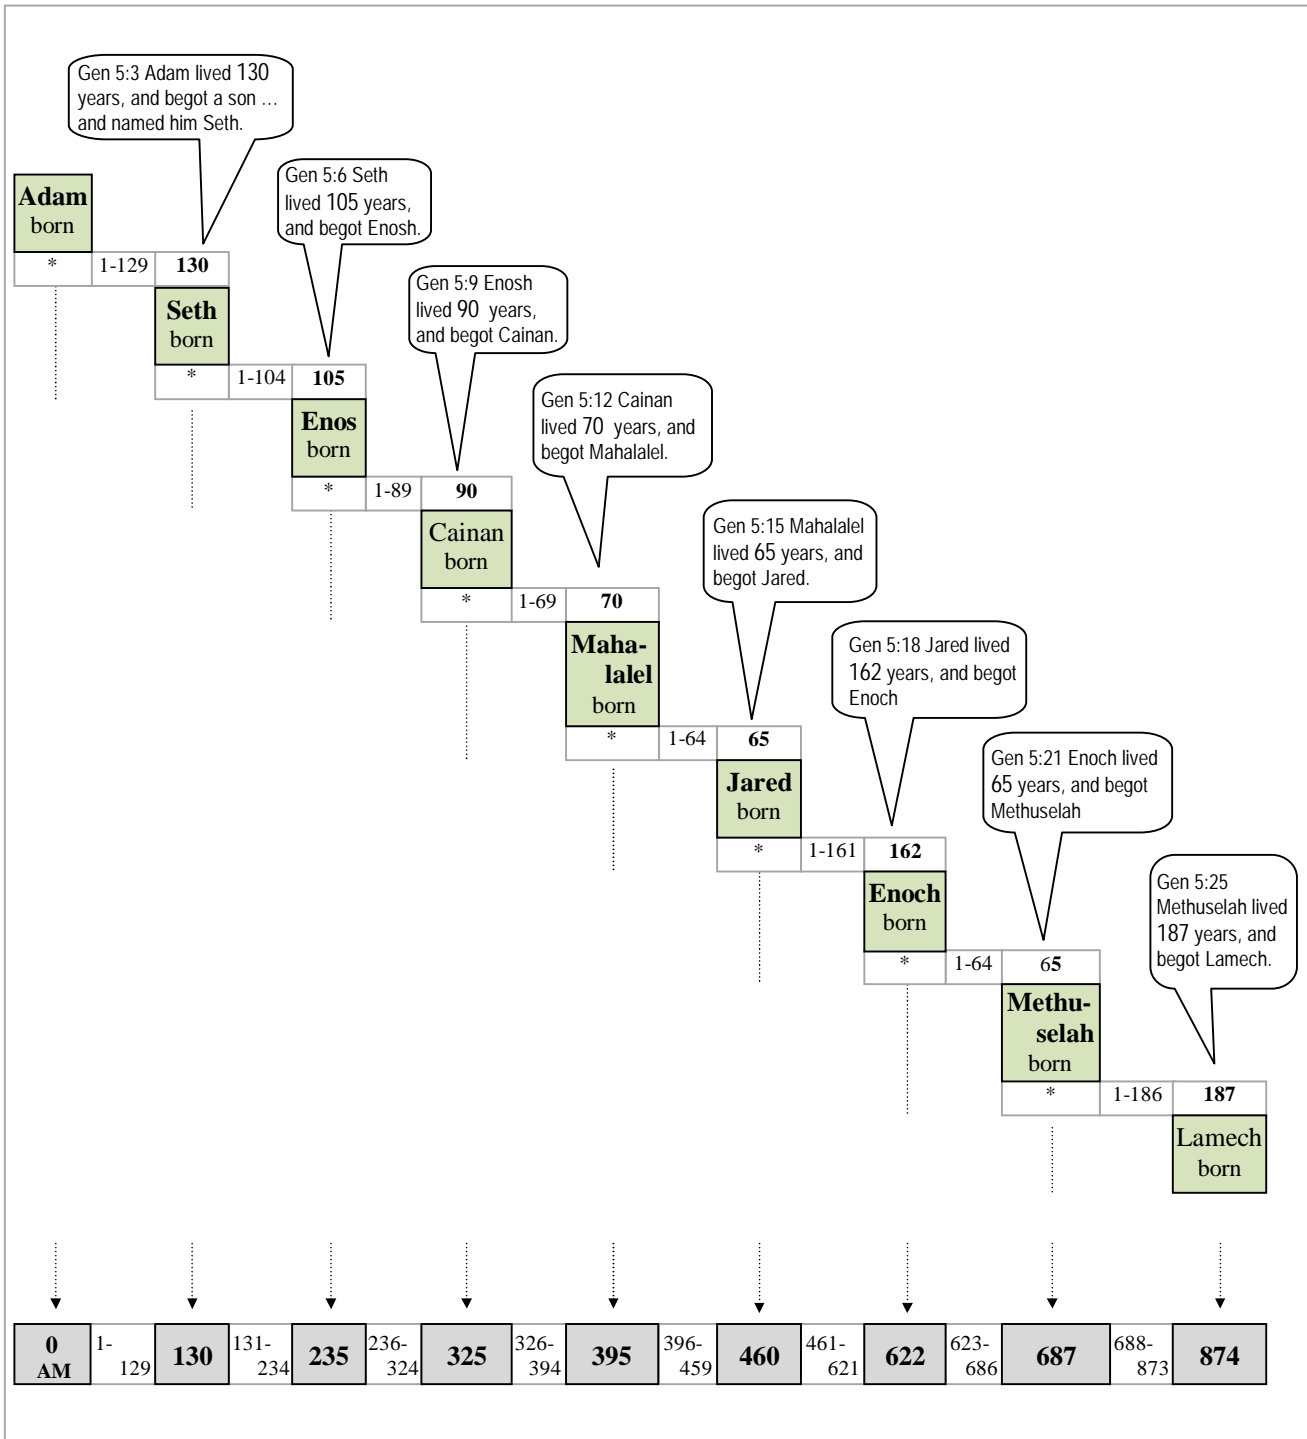 Gen 5:3 Adam lived 130
years, and begot a son …
and named him Seth.
Adam
born
* 1-129 130
Gen 5:6 Seth
lived 105 years,
and begot Enosh.
Seth
born
* 1-104 105
Gen 5:9 Enosh
lived 90 years,
and begot Cainan.
Enos
born
* 1-89 90
Gen 5:12 Cainan
lived 70 years, and
begot Mahalalel.
Cainan
born
* 1-69 70
Gen 5:15 Mahalalel
lived 65 years, and
begot Jared.
Maha-
lalel
born
* 1-64 65
Gen 5:18 Jared lived
162 years, and begot
Enoch
Jared
born
* 1-161 162
Gen 5:21 Enoch lived
65 years, and begot
Methuselah
Enoch
born
* 1-64 65
Gen 5:25
Methuselah lived
187 years, and
begot Lamech.
Methu-
selah
born
* 1-186 187
Lamech
born
0
AM
1-
129
130
131-
234
235
236-
324
325
326-
394
395
396-
459
460
461-
621
622
623-
686
687
688-
873
874